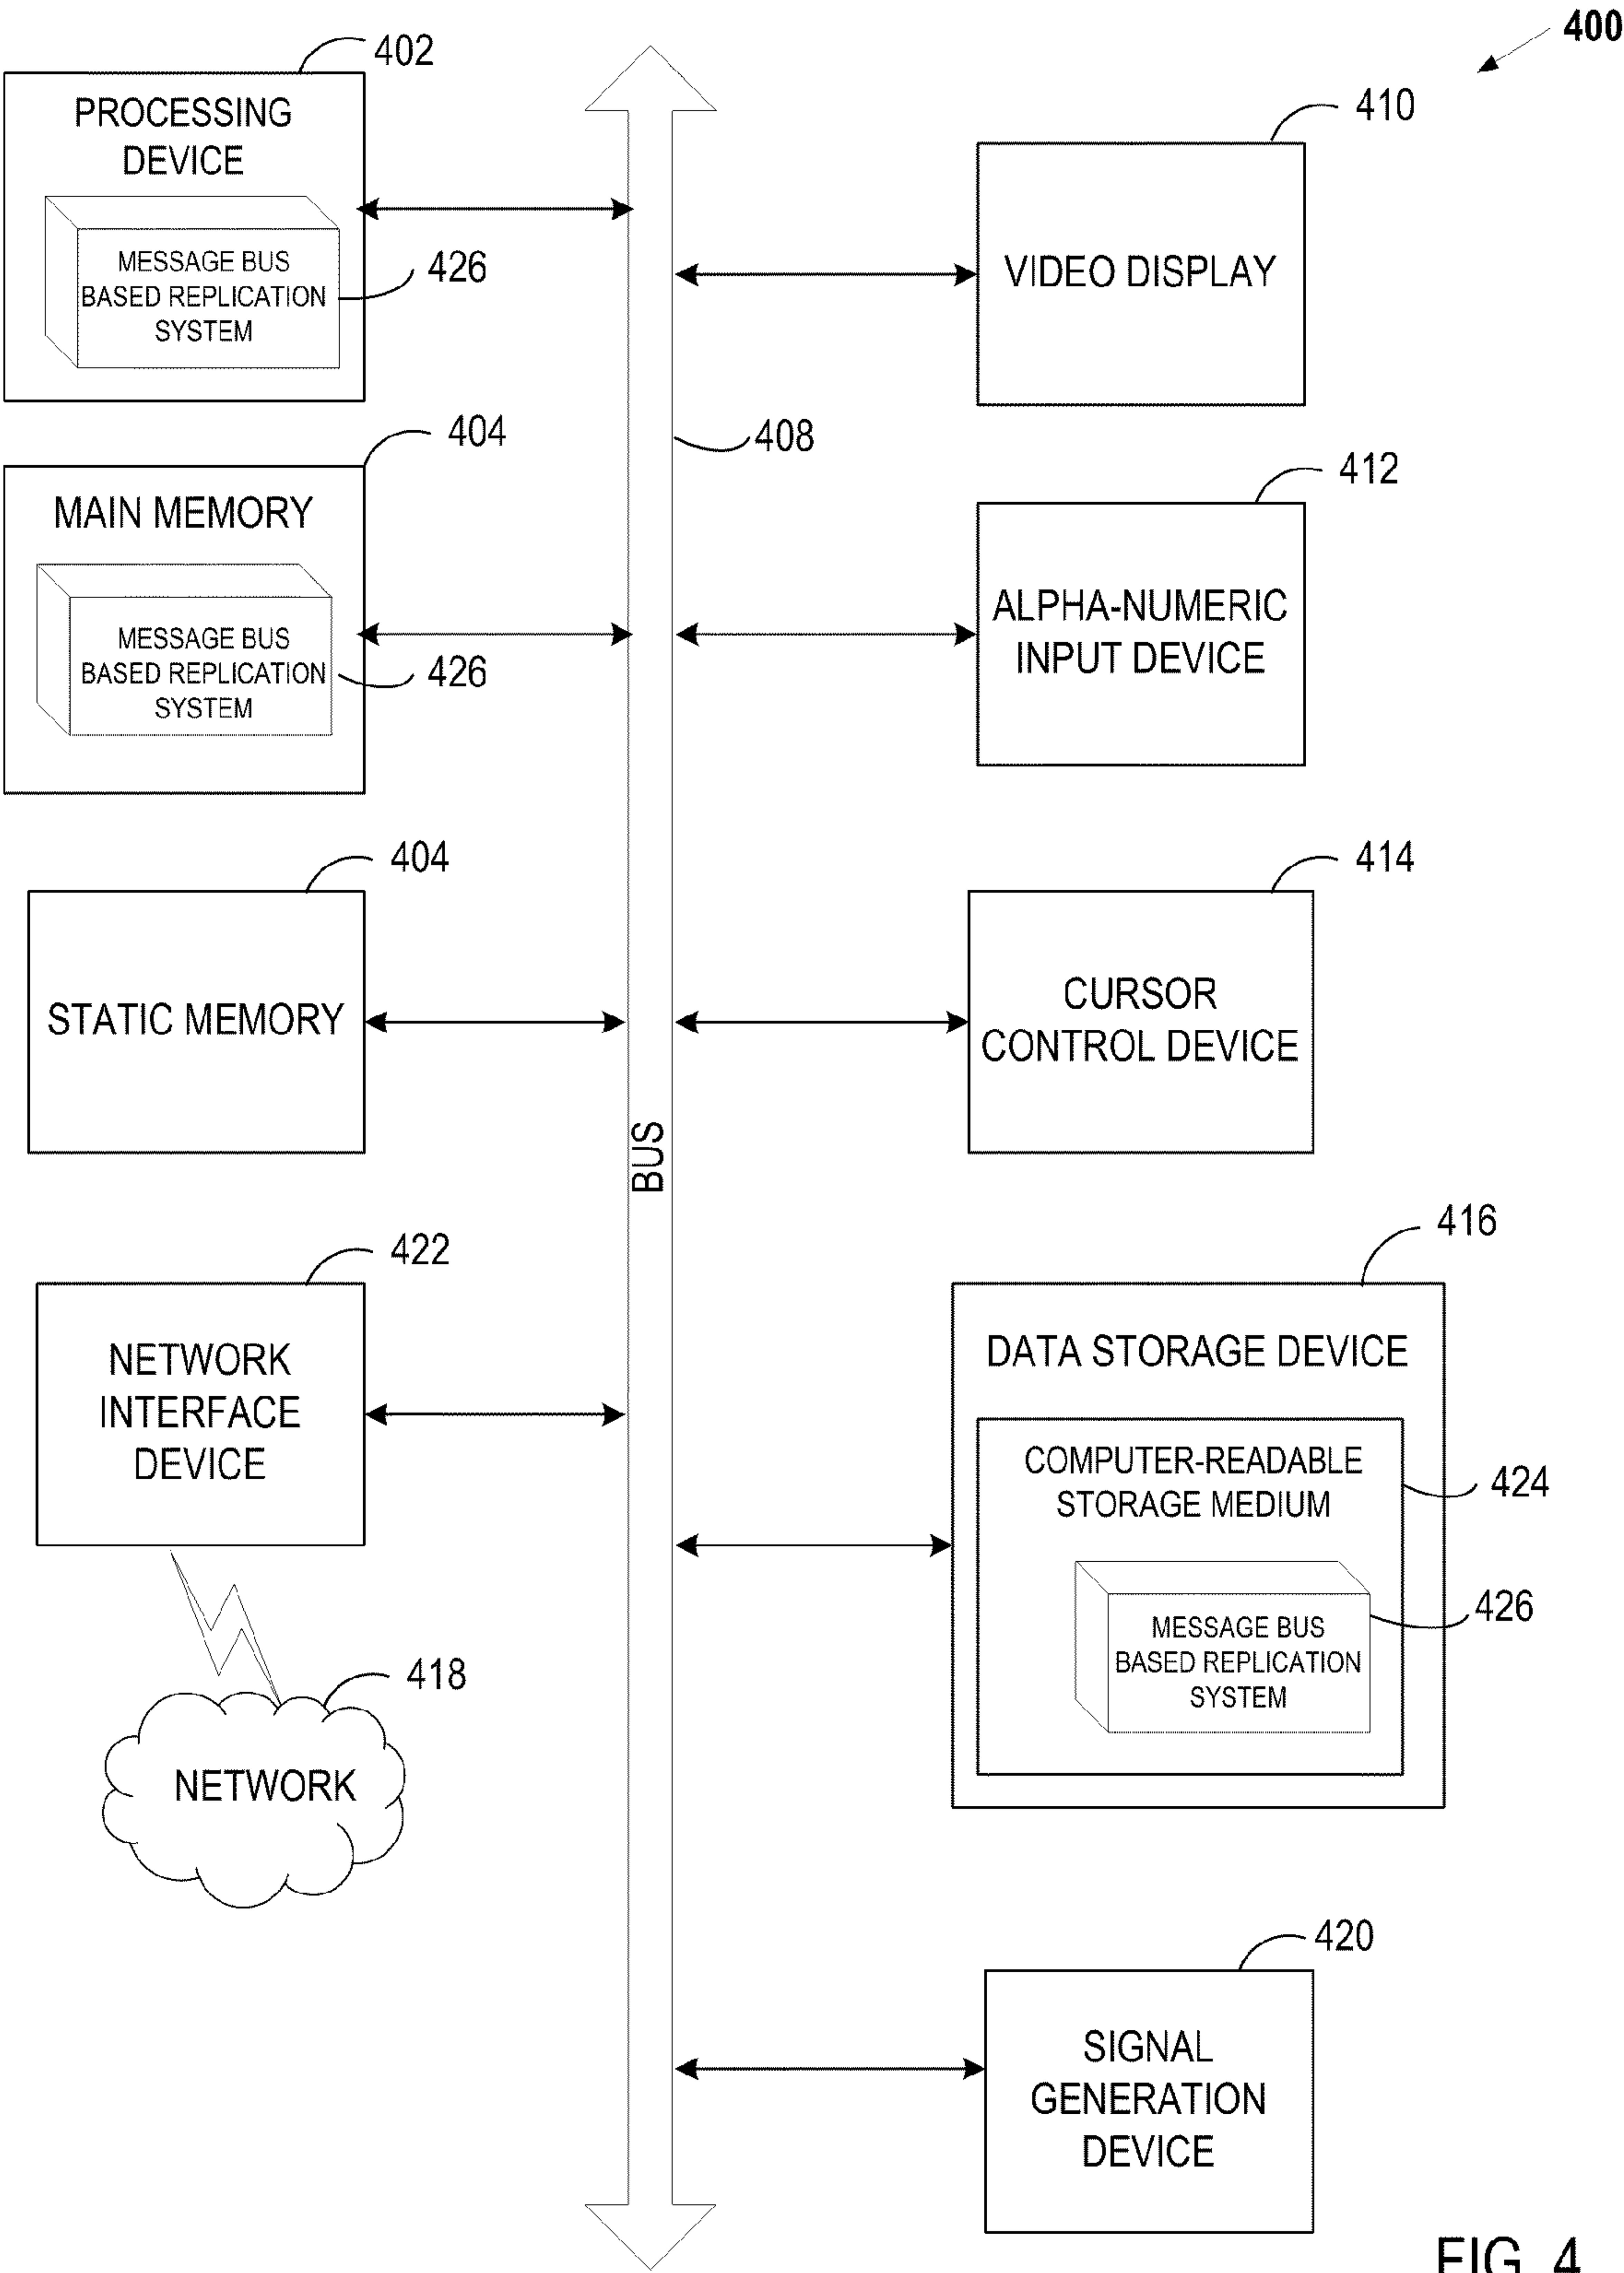 400
402
PROCESSING
DEVICE
MESSAGE BUS
BASED REPLICATION
SYSTEM
426
404
MAIN MEMORY
MESSAGE BUS
BASED REPLICATION
SYSTEM
426
404
STATIC MEMORY
422
NETWORK
INTERFACE
DEVICE
418
NETWORK
BUS
408
410
VIDEO DISPLAY
412
ALPHA-NUMERIC
INPUT DEVICE
414
CURSOR
CONTROL DEVICE
416
DATA STORAGE DEVICE
COMPUTER-READABLE
STORAGE MEDIUM
424
MESSAGE BUS
BASED REPLICATION
SYSTEM
426
420
SIGNAL
GENERATION
DEVICE
FIG. 4